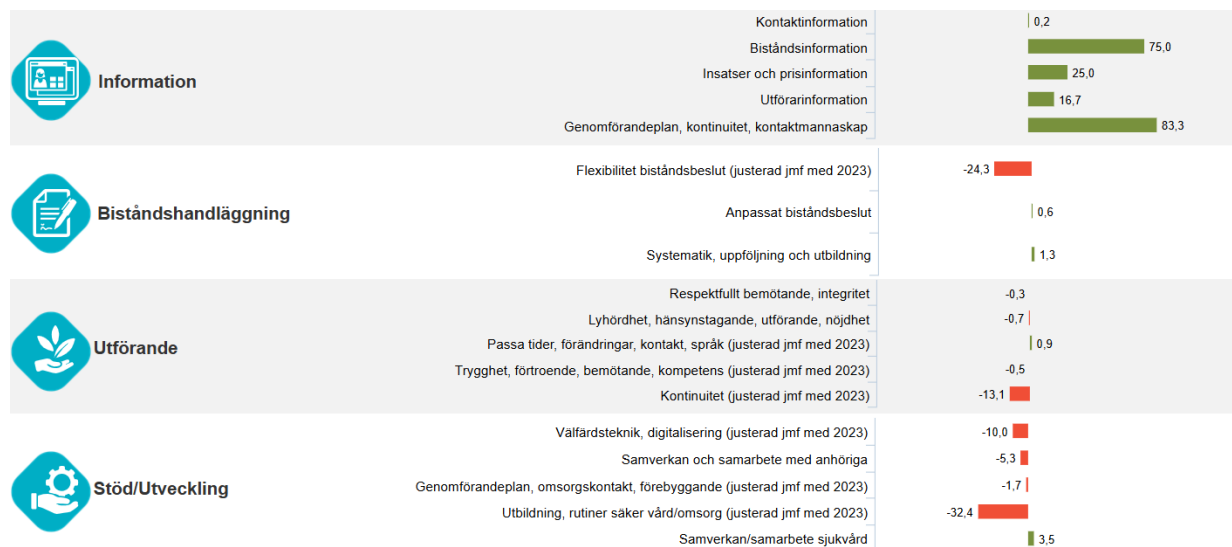 Information
Kontaktinformation 0,2
Biståndsinformation 75,0
Insatser och prisinformation 25,0
Utförarinformation 16,7
Genomförandeplan, kontinuitet, kontaktmannaskap 83,3
Biståndshandläggning
Flexibilitet biståndsbeslut (justerad jmf med 2023) -24,3
Anpassat biståndsbeslut 0,6
Systematik, uppföljning och utbildning 1,3
Utförande
Respektfullt bemötande, integritet -0,3
Lyhördhet, hänsynstagande, utförande, nöjdhet -0,7
Passa tider, förändringar, kontakt, språk (justerad jmf med 2023) 0,9
Trygghet, förtroende, bemötande, kompetens (justerad jmf med 2023) -0,5
Kontinuitet (justerad jmf med 2023) -13,1
Stöd/Utveckling
Välfärdsteknik, digitalisering (justerad jmf med 2023) -10,0
Samverkan och samarbete med anhöriga -5,3
Genomförandeplan, omsorgskontakt, förebyggande (justerad jmf med 2023) -1,7
Utbildning, rutiner säker vård/omsorg (justerad jmf med 2023) -32,4
Samverkan/samarbete sjukvård 3,5